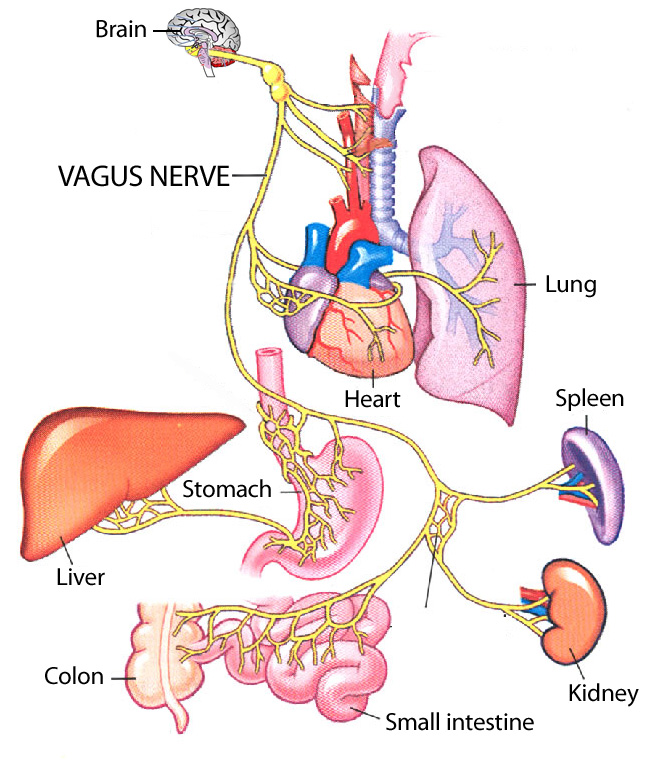 Brain
VAGUS NERVE
Lung
Heart
Spleen
Stomach
Liver
Colon
Kidney
Small intestine